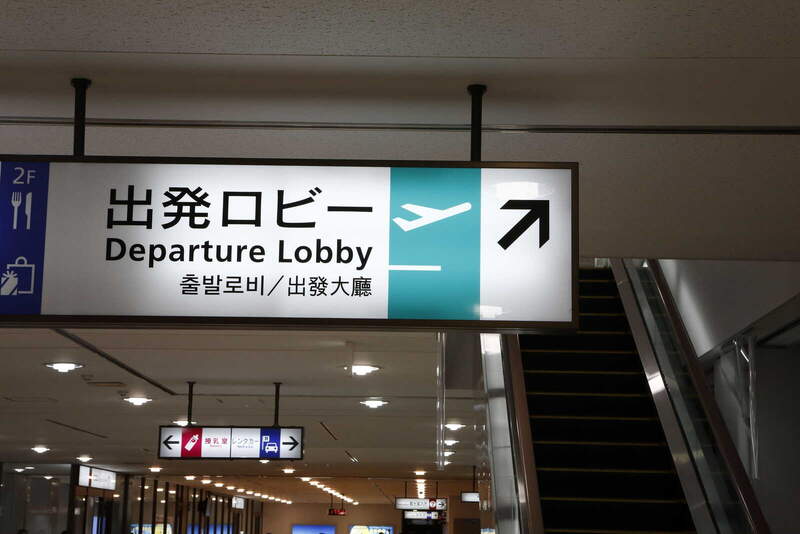 2F
出発ロビー
Departure Lobby
출발로비／出發大廳
授乳室
レンタカー